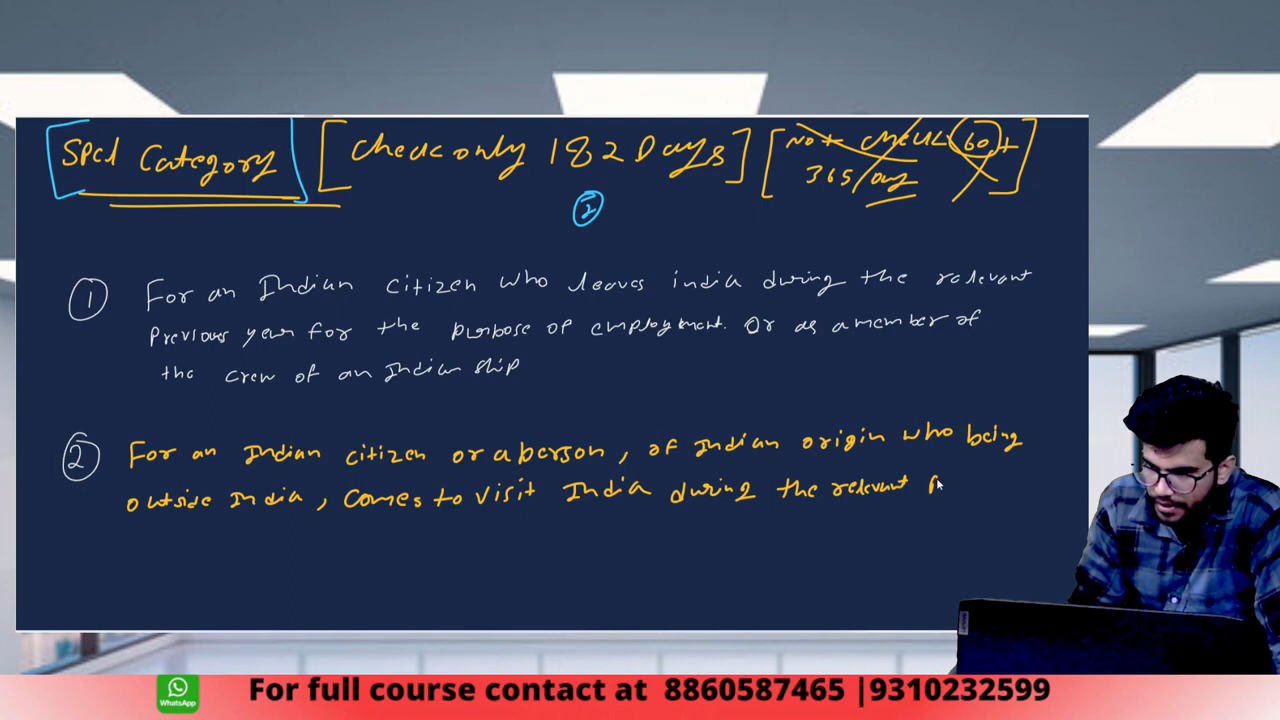 Spcl Category [Check only 182 Days] [Not check 60 +
365/Day]
2
1 For an Indian citizen who leaves india during the relevant
Previous year for the purpose of employment. Or as a member of
the crew of an Indian ship
2 For an Indian citizen or a person, of Indian origin who being
outside India, Comes to visit India during the relevant P
WhatsApp
For full course contact at 8860587465 |9310232599